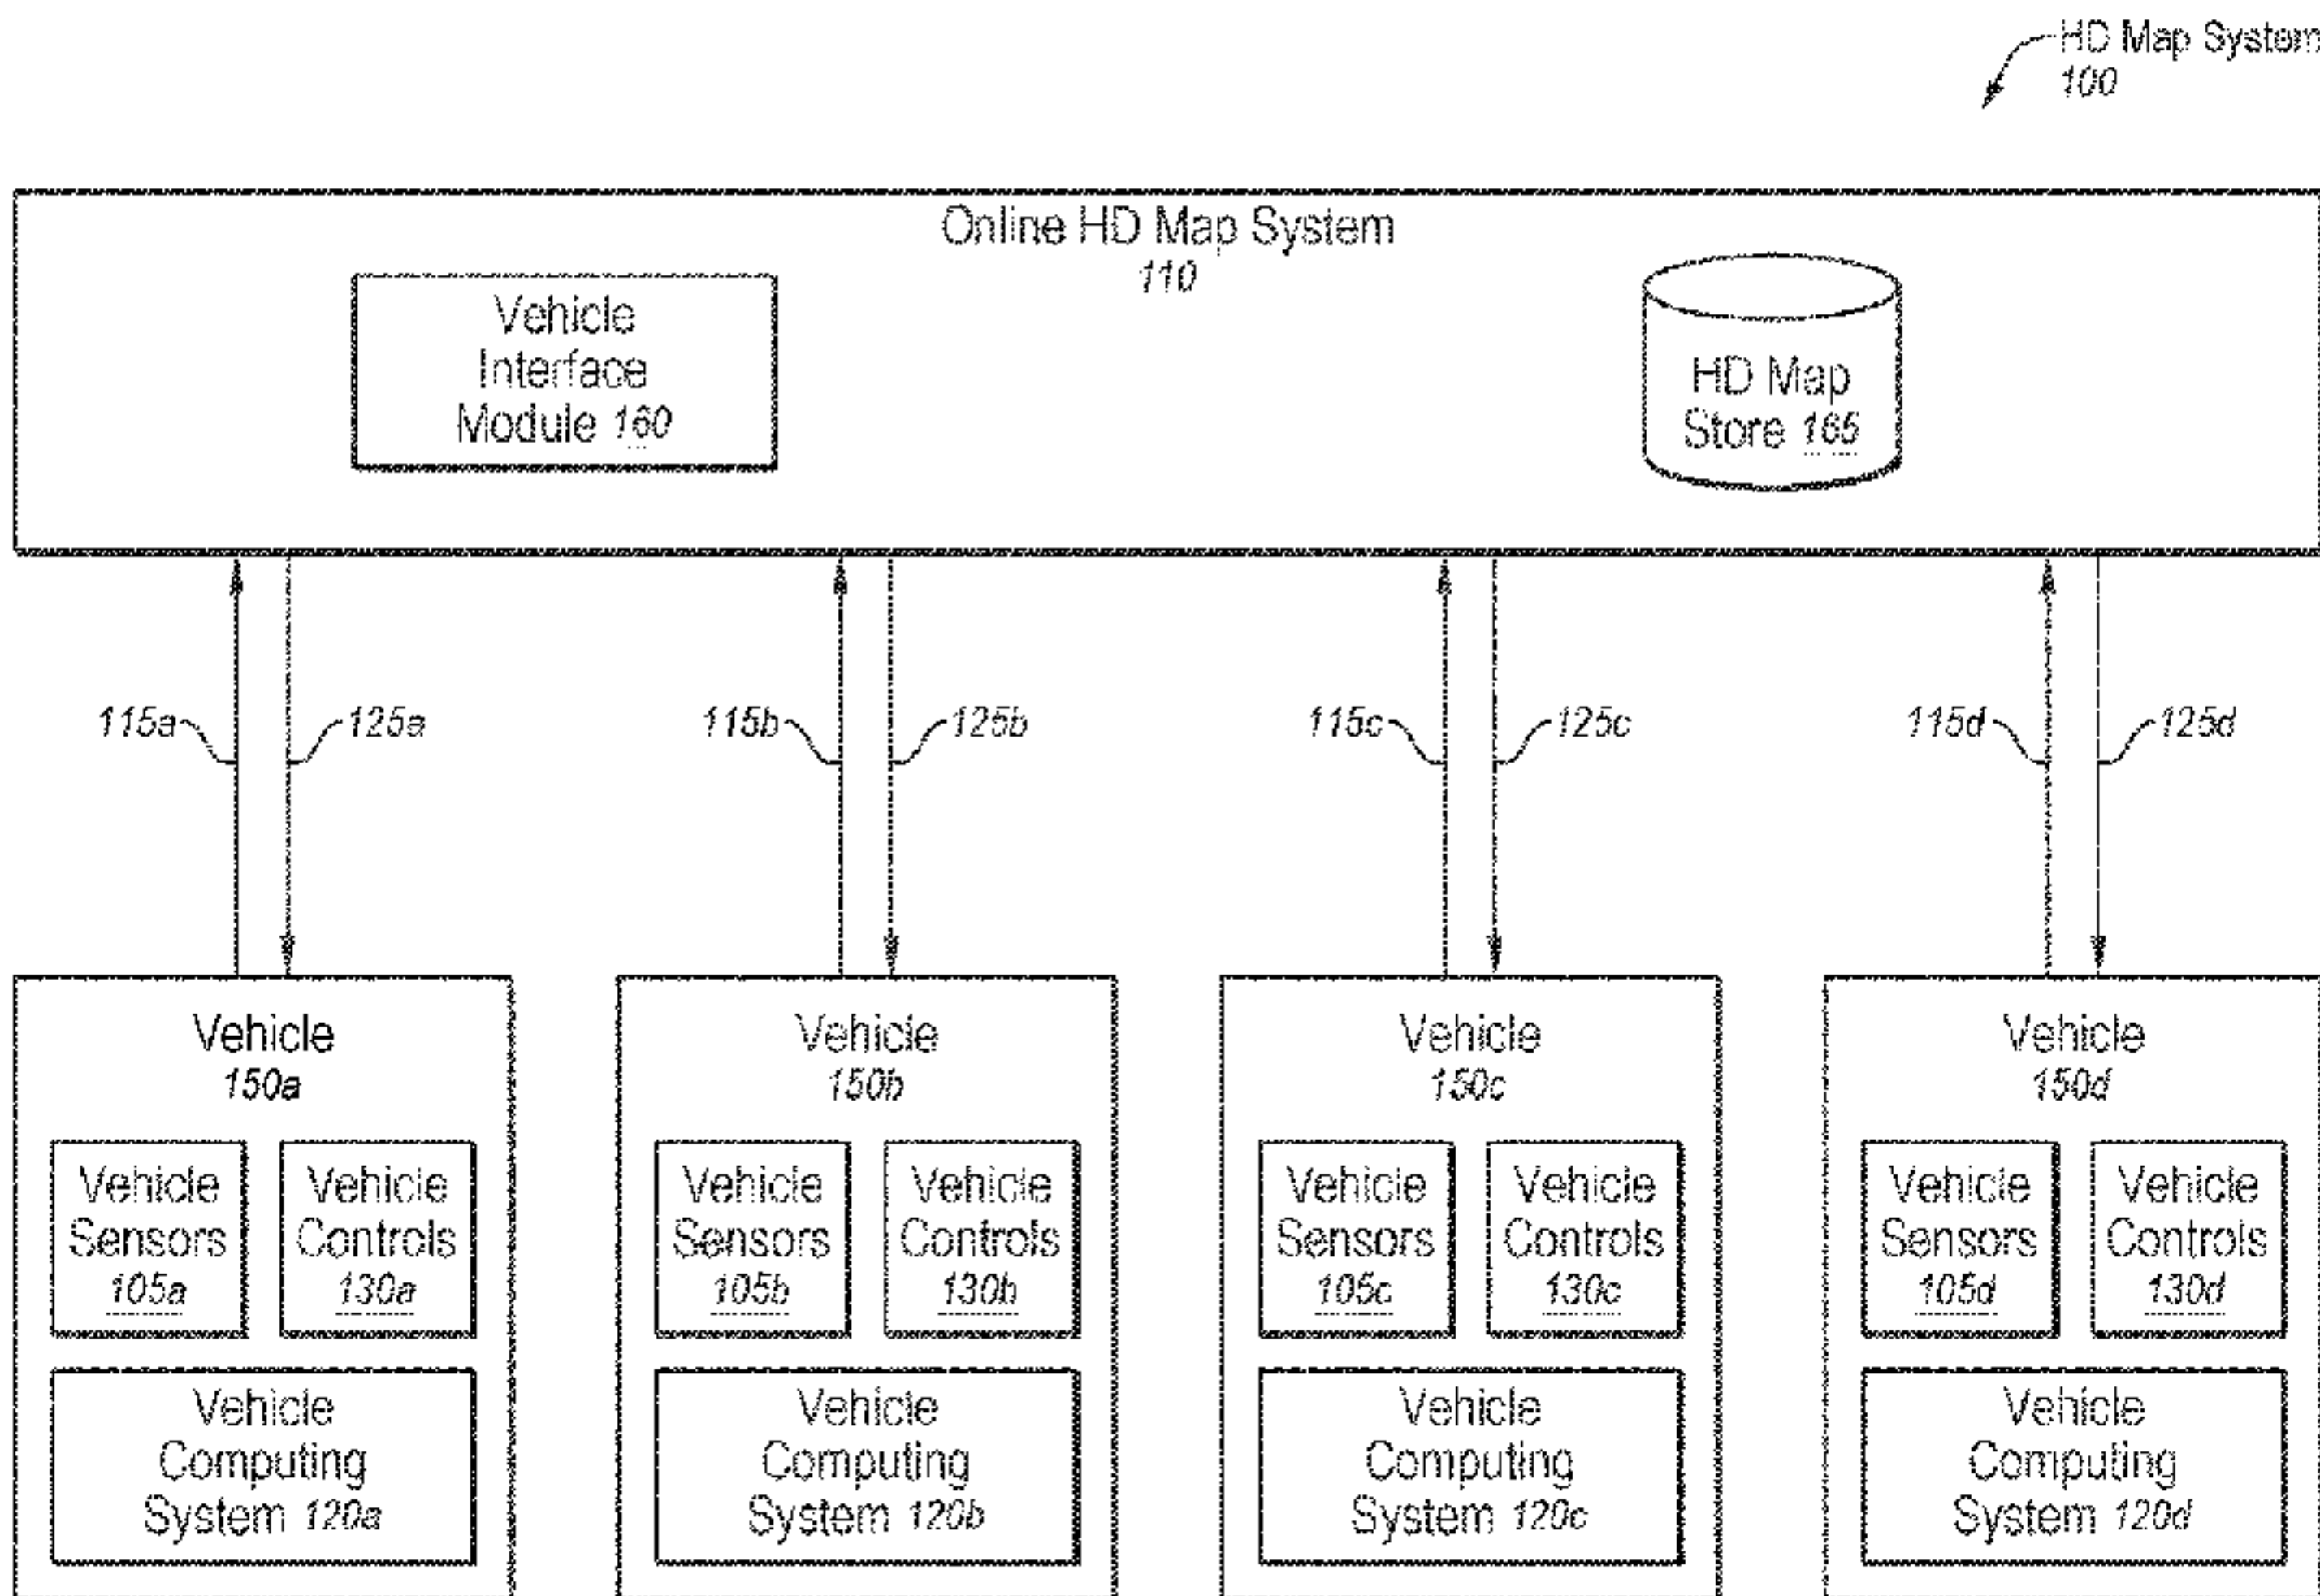 HD Map System
100
Online HD Map System
110
Vehicle
Interface
Module 160
HD Map
Store 165
115a
125a
115b
125b
115c
125c
115d
125d
Vehicle
150a
Vehicle
Sensors
105a
Vehicle
Controls
130a
Vehicle
Computing
System 120a
Vehicle
150b
Vehicle
Sensors
105b
Vehicle
Controls
130b
Vehicle
Computing
System 120b
Vehicle
150c
Vehicle
Sensors
105c
Vehicle
Controls
130c
Vehicle
Computing
System 120c
Vehicle
150d
Vehicle
Sensors
105d
Vehicle
Controls
130d
Vehicle
Computing
System 120d